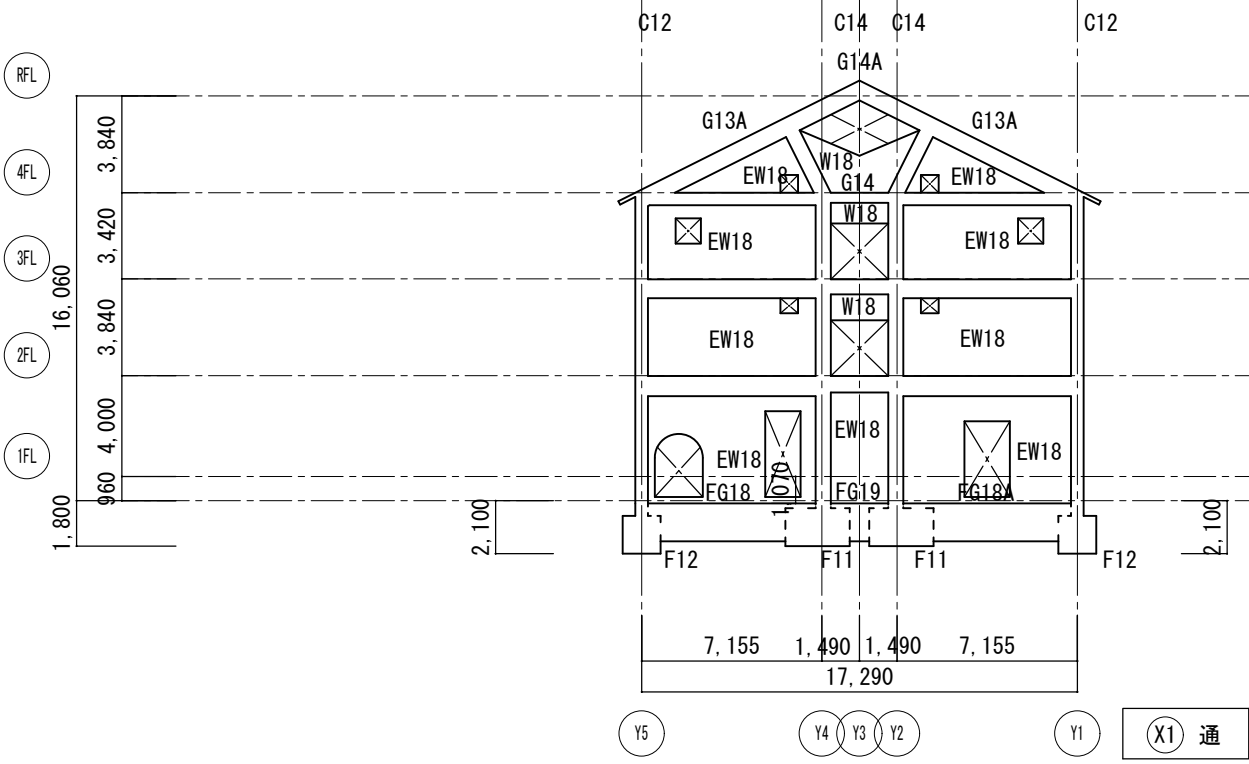 C12 C14 C14 C12
G14A
RFL
G13A G13A
3,840
4FL
W18
EW18 G14 EW18
W18
3,420
EW18 EW18
3FL
16,060
W18
3,840
EW18 EW18
2FL
4,000
EW18
1FL
EW18 EW18
960
1,070
FG18 FG19 FG18A
1,800
2,100 2,100
F12 F11 F11 F12
7,155 1,490 1,490 7,155
17,290
Y5 Y4 Y3 Y2 Y1
X1 通